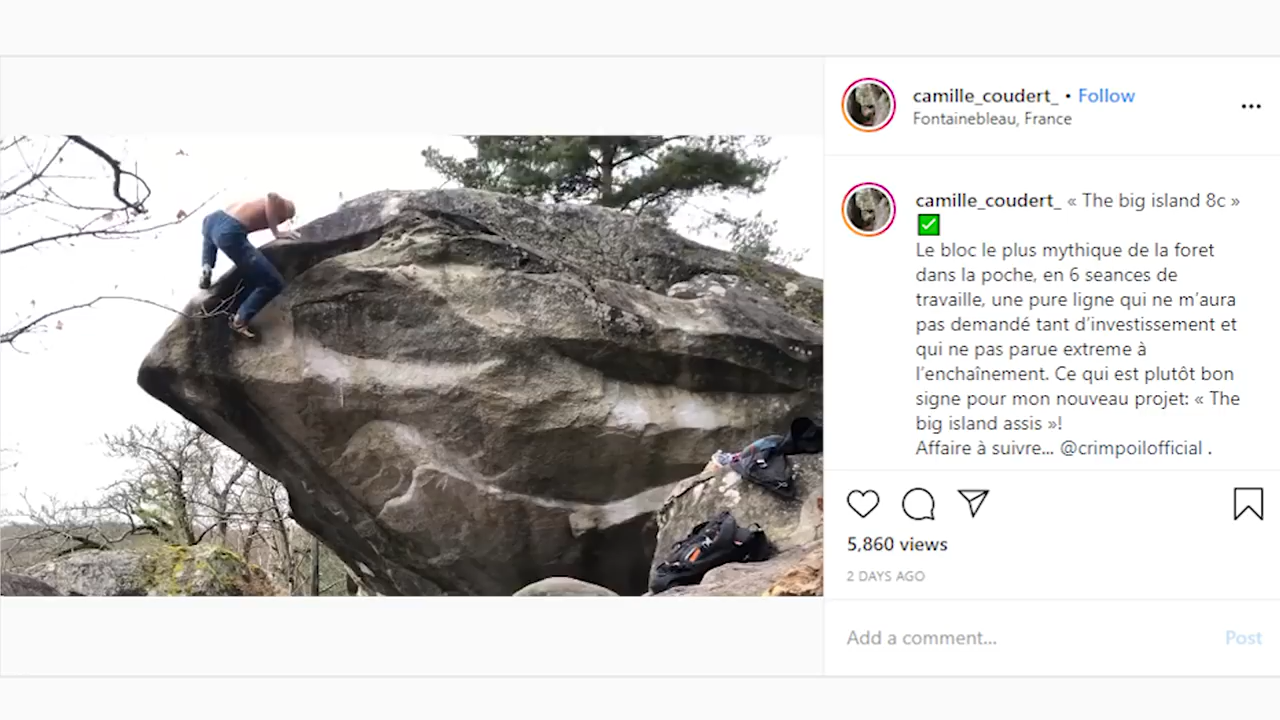 camille_coudert_ • Follow
Fontainebleau, France
camille_coudert_ « The big island 8c »
✅
Le bloc le plus mythique de la foret
dans la poche, en 6 seances de
travaille, une pure ligne qui ne m'aura
pas demandé tant d'investissement et
qui ne pas parue extreme à
l'enchaînement. Ce qui est plutôt bon
signe pour mon nouveau projet: « The
big island assis »!
Affaire à suivre... @crimpoilofficial .
5,860 views
2 DAYS AGO
Add a comment...
Post